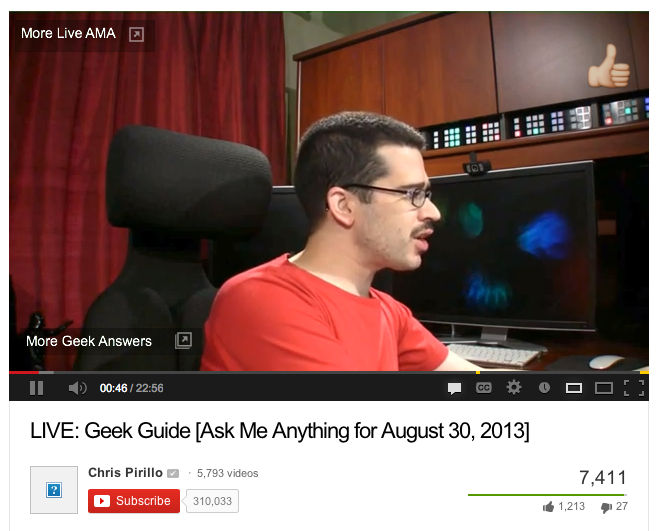 More Live AMA
More Geek Answers
00:46 / 22:56
CC
LIVE: Geek Guide [Ask Me Anything for August 30, 2013]
Chris Pirillo · 5,793 videos
Subscribe 310,033
7,411
1,213 27